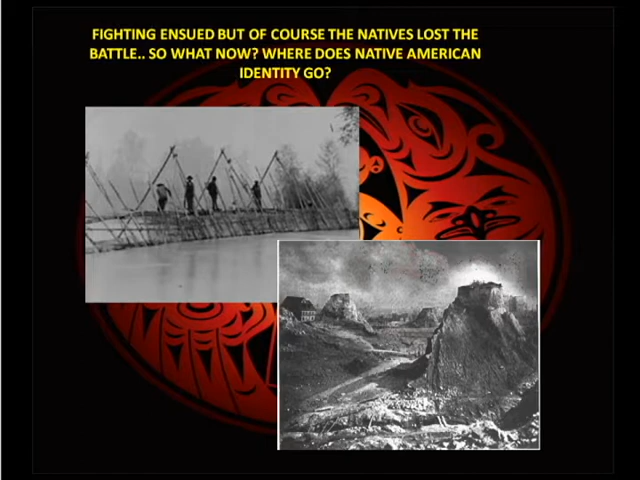 FIGHTING ENSUED BUT OF COURSE THE NATIVES LOST THE
BATTLE.. SO WHAT NOW? WHERE DOES NATIVE AMERICAN
IDENTITY GO?